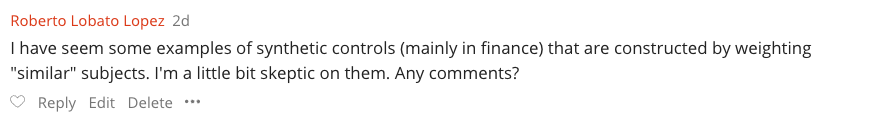 Roberto Lobato Lopez 2d
I have seem some examples of synthetic controls (mainly in finance) that are constructed by weighting
"similar" subjects. I'm a little bit skeptic on them. Any comments?
Reply Edit Delete •••